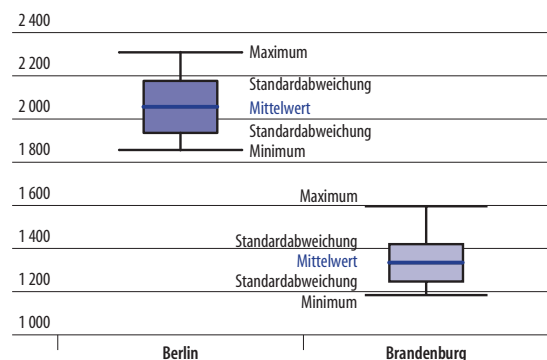 2 400
Maximum
2 200
Standardabweichung
Mittelwert
2 000
Standardabweichung
Minimum
1 800
1 600
Maximum
1 400
Standardabweichung
Mittelwert
Standardabweichung
1 200
Minimum
1 000
Berlin Brandenburg